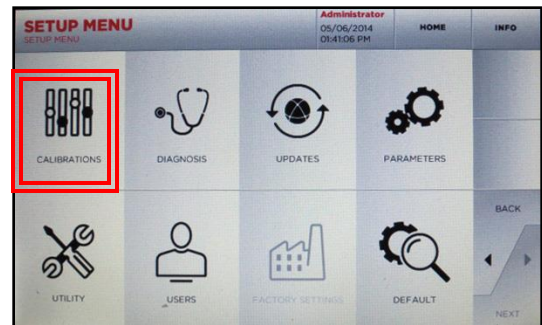 SETUP MENU
SETUP MENU
Administrator
05/06/2014
01:41:06 PM
HOME
INFO
CALIBRATIONS
DIAGNOSIS
UPDATES
PARAMETERS
BACK
UTILITY
USERS
FACTORY SETTINGS
DEFAULT
NEXT